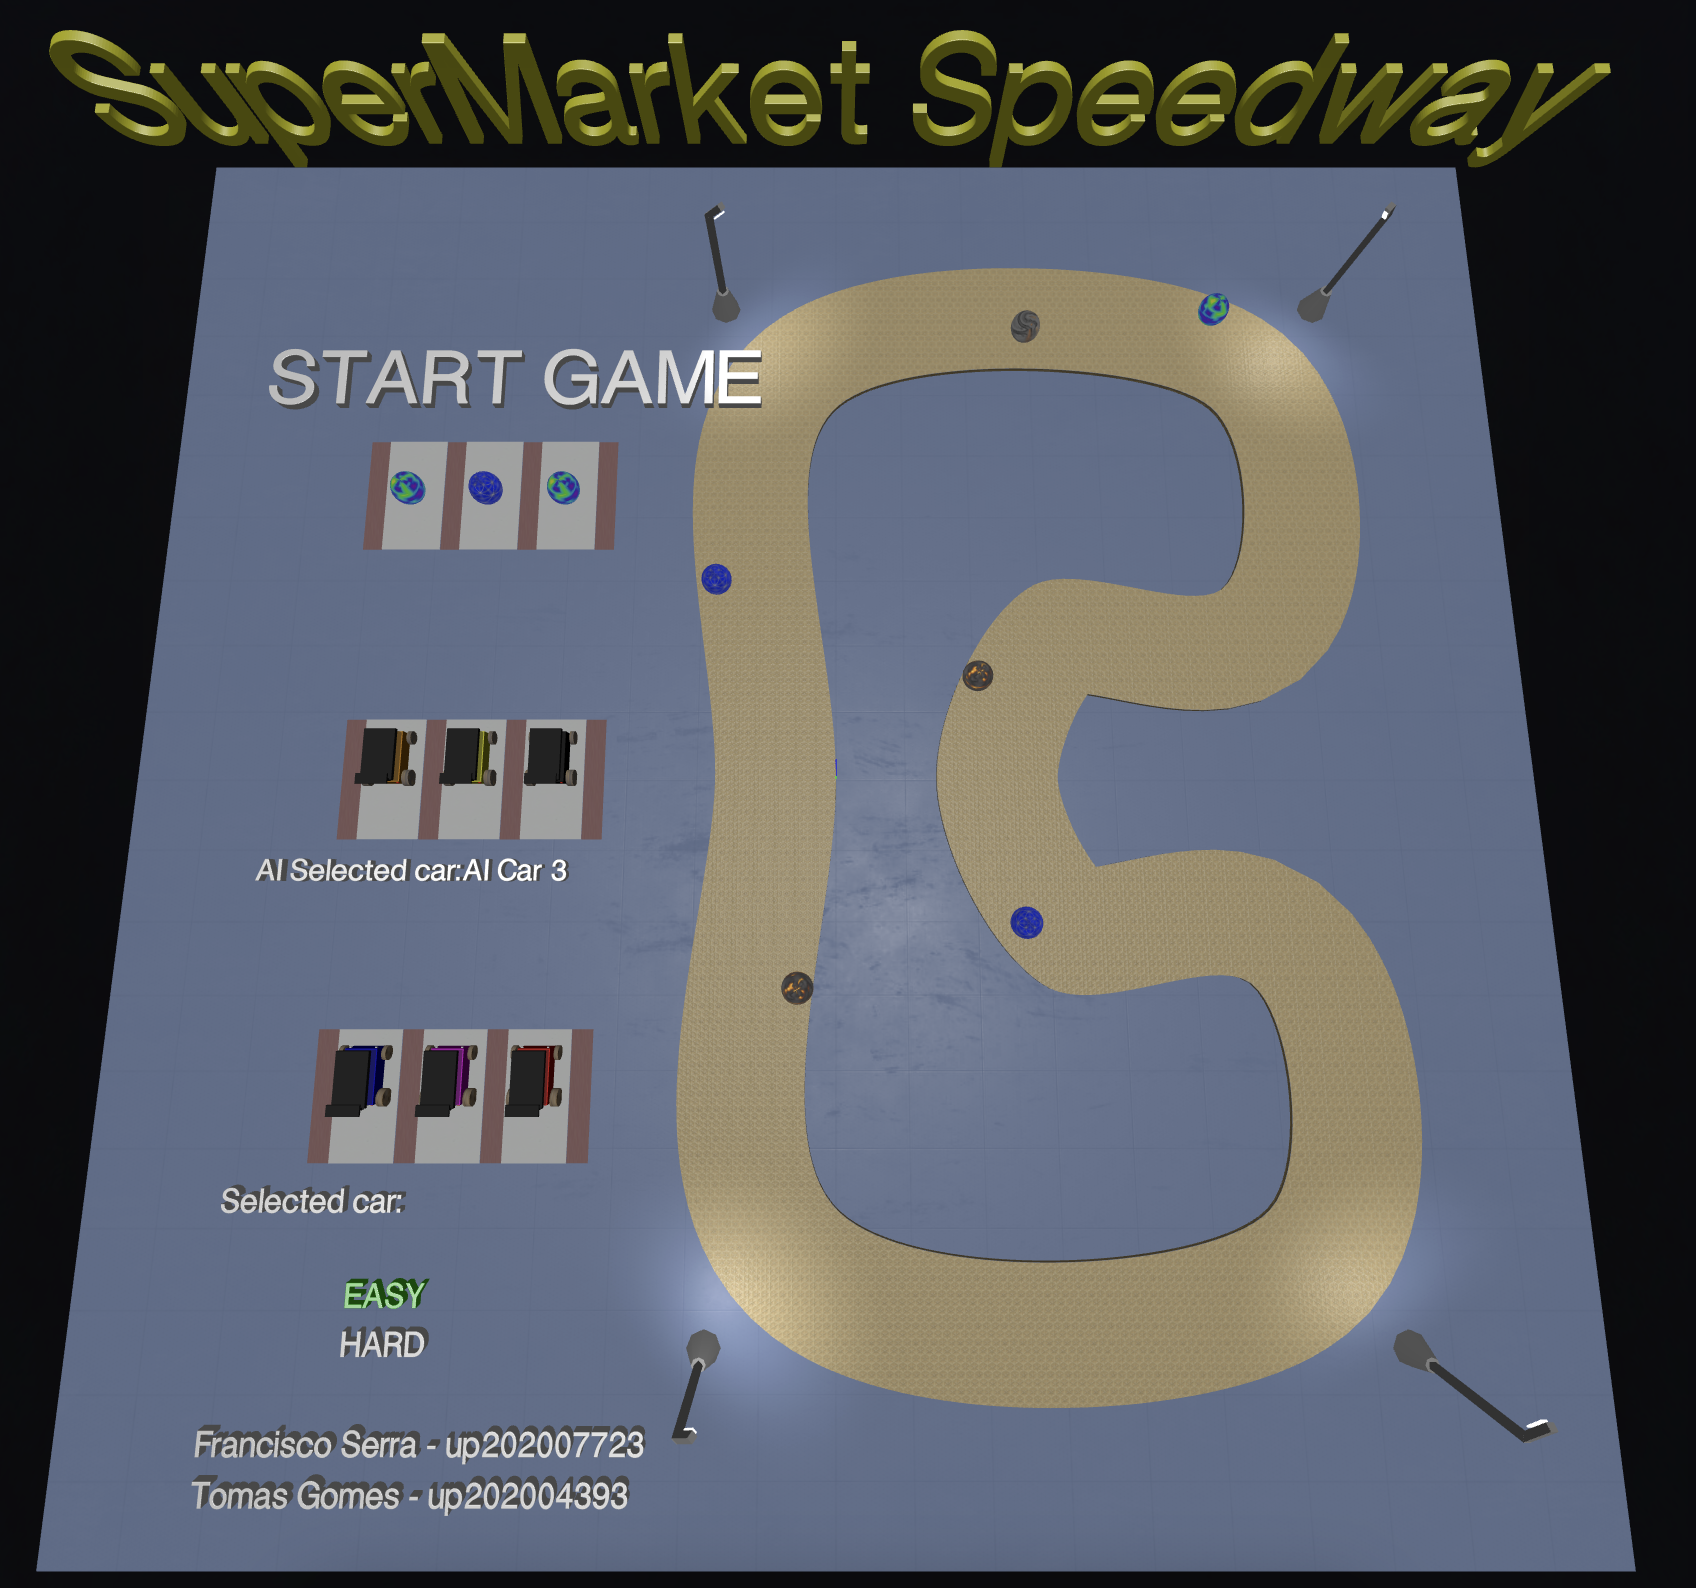 SuperMarket Speedway
START GAME
AI Selected car:AI Car 3
Selected car:
EASY
HARD
Francisco Serra - up202007723
Tomas Gomes - up202004393